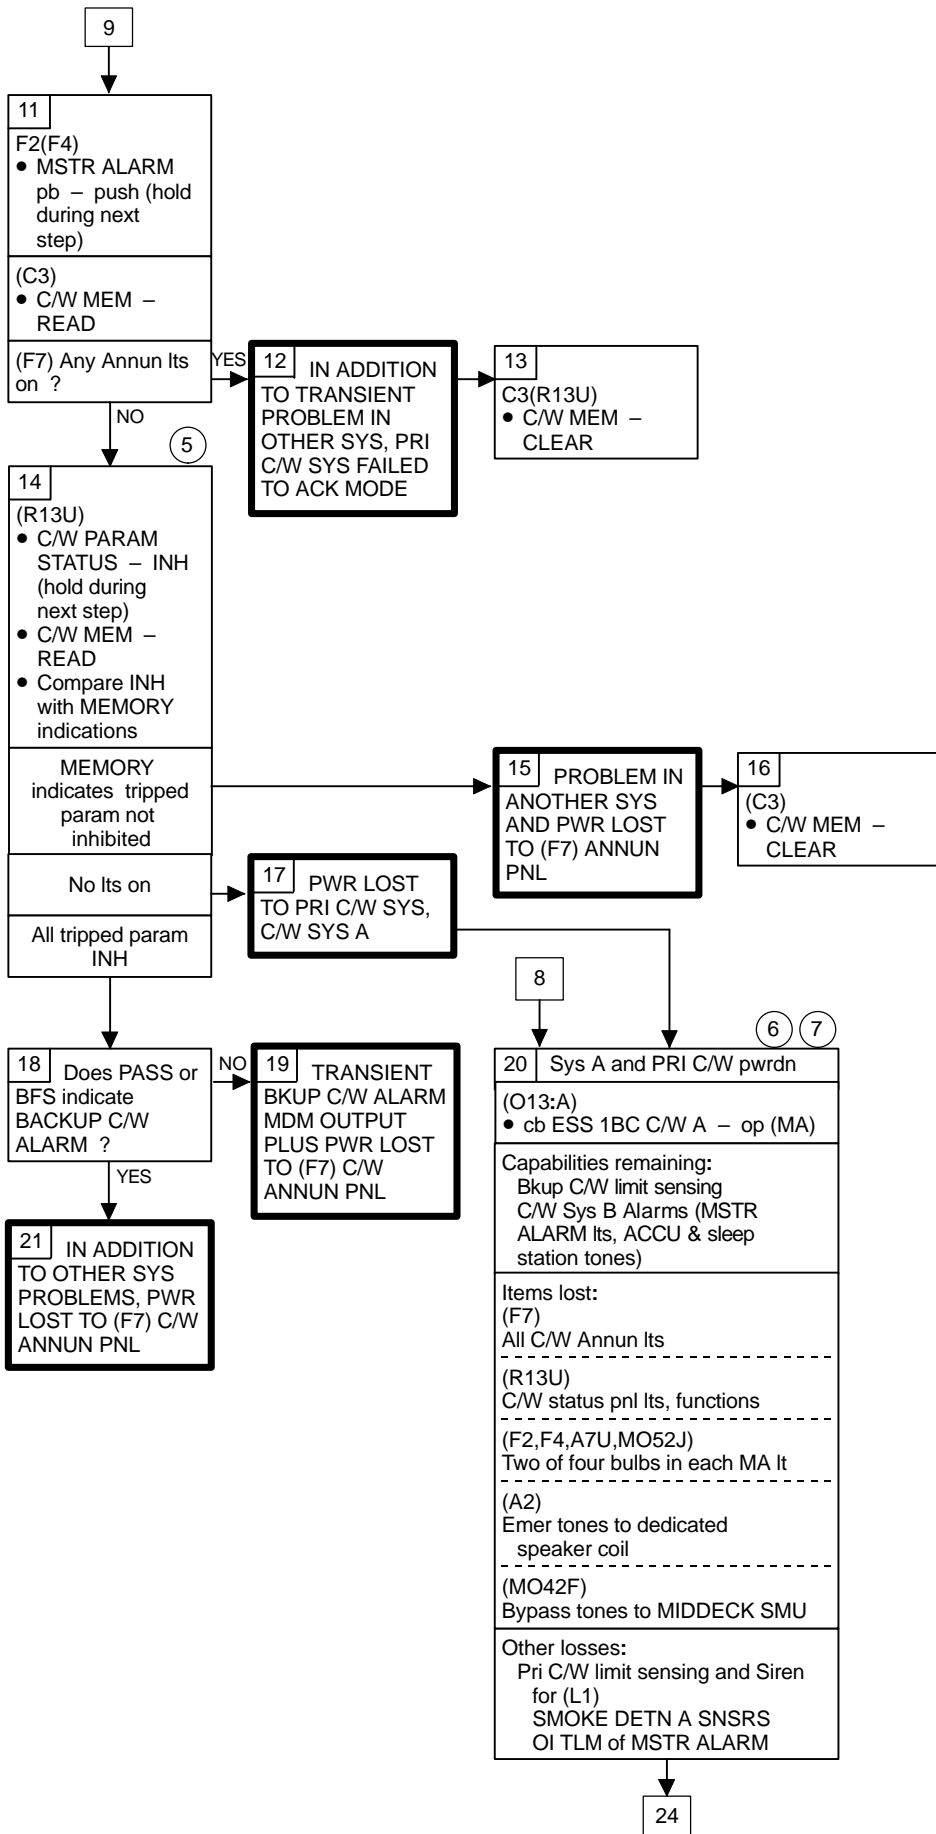 9
11
F2(F4)
• MSTR ALARM
pb – push (hold
during next
step)
(C3)
• C/W MEM –
READ
(F7) Any Annun lts
on ?
YES
NO
12 IN ADDITION
TO TRANSIENT
PROBLEM IN
OTHER SYS, PRI
C/W SYS FAILED
TO ACK MODE
13
C3(R13U)
• C/W MEM –
CLEAR
5
14
(R13U)
• C/W PARAM
STATUS – INH
(hold during
next step)
• C/W MEM –
READ
• Compare INH
with MEMORY
indications
MEMORY
indicates tripped
param not
inhibited
No lts on
All tripped param
INH
15 PROBLEM IN
ANOTHER SYS
AND PWR LOST
TO (F7) ANNUN
PNL
16
(C3)
• C/W MEM –
CLEAR
17 PWR LOST
TO PRI C/W SYS,
C/W SYS A
18 Does PASS or
BFS indicate
BACKUP C/W
ALARM ?
NO
YES
19 TRANSIENT
BKUP C/W ALARM
MDM OUTPUT
PLUS PWR LOST
TO (F7) C/W
ANNUN PNL
21 IN ADDITION
TO OTHER SYS
PROBLEMS, PWR
LOST TO (F7) C/W
ANNUN PNL
8
6 7
20 Sys A and PRI C/W pwrdn
(O13:A)
• cb ESS 1BC C/W A – op (MA)
Capabilities remaining:
Bkup C/W limit sensing
C/W Sys B Alarms (MSTR
ALARM lts, ACCU & sleep
station tones)
Items lost:
(F7)
All C/W Annun lts
(R13U)
C/W status pnl lts, functions
(F2,F4,A7U,MO52J)
Two of four bulbs in each MA lt
(A2)
Emer tones to dedicated
speaker coil
(MO42F)
Bypass tones to MIDDECK SMU
Other losses:
Pri C/W limit sensing and Siren
for (L1)
SMOKE DETN A SNSRS
OI TLM of MSTR ALARM
24